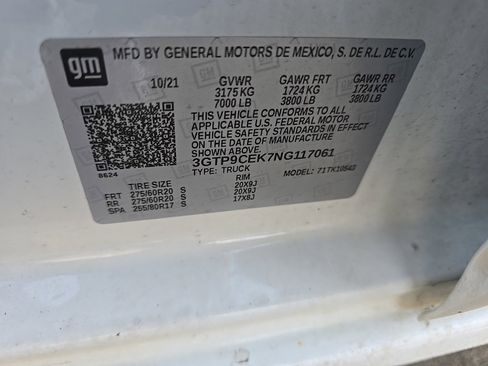 gm
MFD BY GENERAL MOTORS DE MEXICO, S. DE R.L. DE C.V.
10/21 GVWR GAWR FRT GAWR RR
3175 KG 1724 KG 1724 KG
7000 LB 3800 LB 3800 LB
THIS VEHICLE CONFORMS TO ALL
APPLICABLE U.S. FEDERAL MOTOR
VEHICLE SAFETY STANDARDS IN EFFECT
ON THE DATE OF MANUFACTURE SHOWN ABOVE.
3GTP9CEK7NG117061
TYPE: TRUCK MODEL: 71TK10543
8624
TIRE SIZE RIM
FRT 275/60R20 S 20X9J
RR 275/60R20 S 20X9J
SPA 255/80R17 S 17X8J